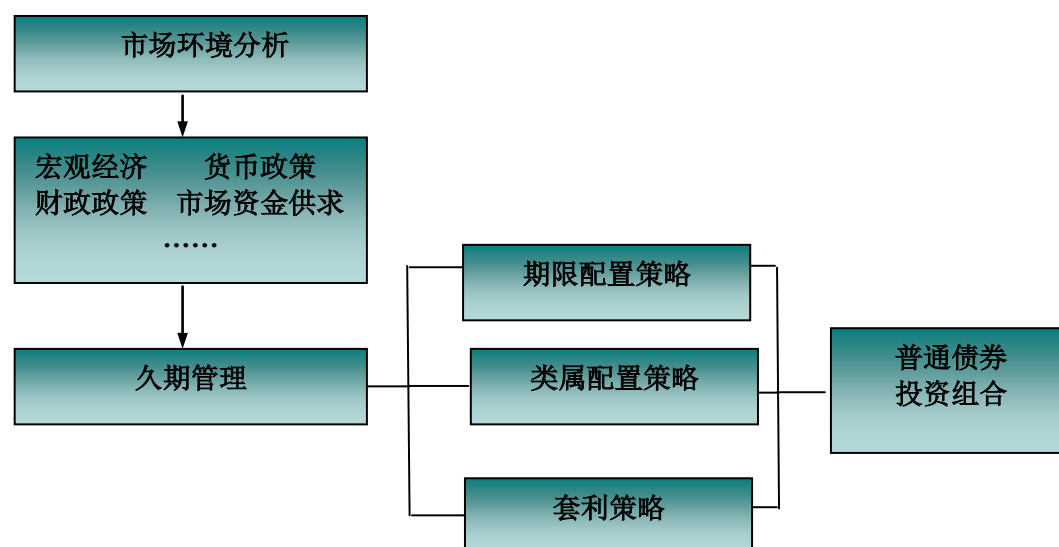 市场环境分析
宏观经济 货币政策
财政政策 市场资金供求
……
久期管理
期限配置策略
类属配置策略
套利策略
普通债券
投资组合